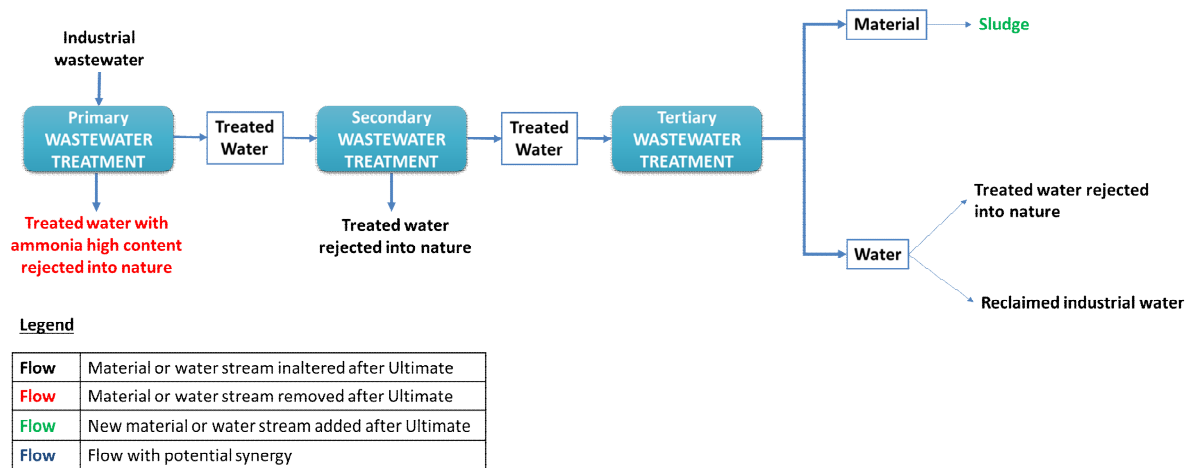 Industrial
wastewater
Primary
WASTEWATER
TREATMENT
Treated
Water
Secondary
WASTEWATER
TREATMENT
Treated
Water
Tertiary
WASTEWATER
TREATMENT
Material
Sludge
Treated water with
ammonia high content
rejected into nature
Treated water
rejected into nature
Water
Treated water rejected
into nature
Reclaimed industrial water
Legend
Flow Material or water stream inaltered after Ultimate
Flow Material or water stream removed after Ultimate
Flow New material or water stream added after Ultimate
Flow Flow with potential synergy